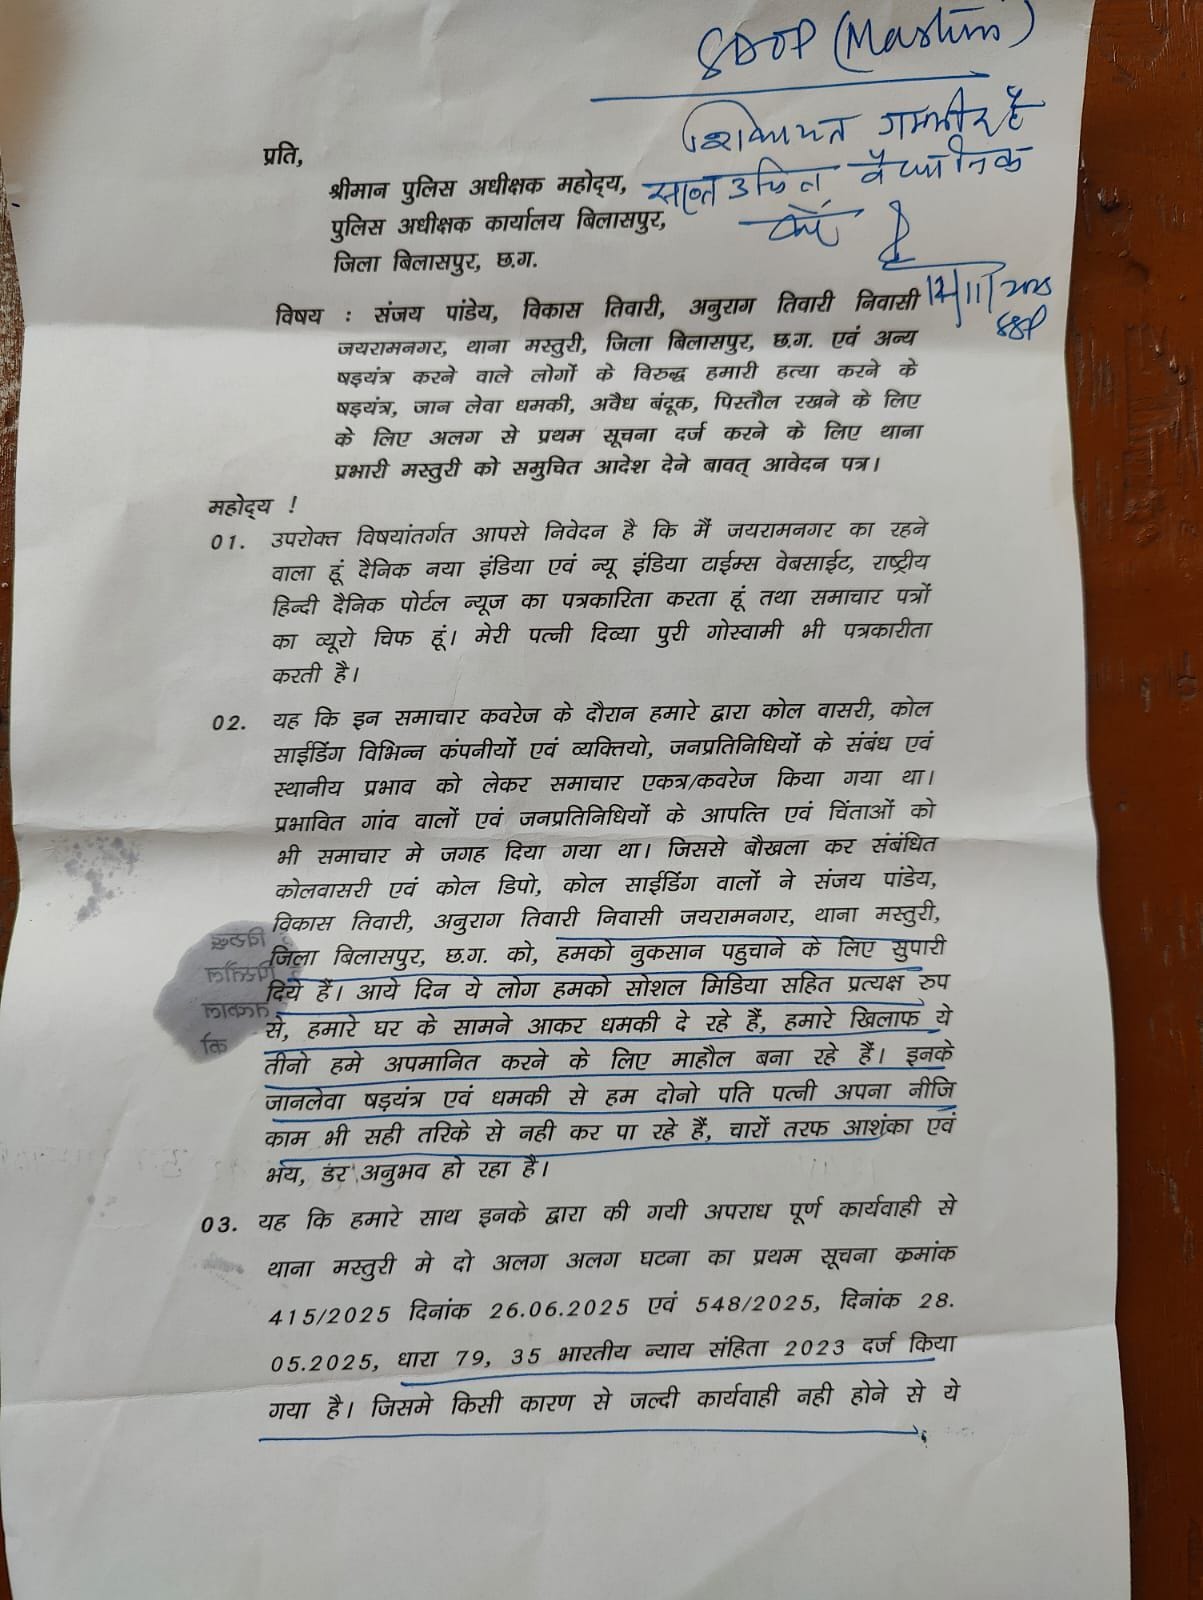 SDOP (Masturi)
शिकायत गम्भीर है
उचित वैधानिक
करें
12/11/2025
SSP
प्रति,
श्रीमान पुलिस अधीक्षक महोद्य,
पुलिस अधीक्षक कार्यालय बिलासपुर,
जिला बिलासपुर, छ.ग.
विषय : संजय पांडेय, विकास तिवारी, अनुराग तिवारी निवासी
जयरामनगर, थाना मस्तुरी, जिला बिलासपुर, छ.ग. एवं अन्य
षड्यंत्र करने वाले लोगों के विरुद्ध हमारी हत्या करने के
षड्यंत्र, जान लेवा धमकी, अवैध बंदूक, पिस्तौल रखने के लिए
के लिए अलग से प्रथम सूचना दर्ज करने के लिए थाना
प्रभारी मस्तुरी को समुचित आदेश देने बावत् आवेदन पत्र।
महोद्य !
01. उपरोक्त विषयांतर्गत आपसे निवेदन है कि मैं जयरामनगर का रहने
वाला हूं दैनिक नया इंडिया एवं न्यू इंडिया टाईम्स वेबसाईट, राष्ट्रीय
हिन्दी दैनिक पोर्टल न्यूज का पत्रकारिता करता हूं तथा समाचार पत्रों
का व्यूरो चिफ हूं। मेरी पत्नी दिव्या पुरी गोस्वामी भी पत्रकारीता
करती है।
02. यह कि इन समाचार कवरेज के दौरान हमारे द्वारा कोल वासरी, कोल
साईडिंग विभिन्न कंपनीयों एवं व्यक्तियो, जनप्रतिनिधियों के संबंध एवं
स्थानीय प्रभाव को लेकर समाचार एकत्र/कवरेज किया गया था।
प्रभावित गांव वालों एवं जनप्रतिनिधियों के आपत्ति एवं चिंताओं को
भी समाचार मे जगह दिया गया था। जिससे बौखला कर संबंधित
कोलवासरी एवं कोल डिपो, कोल साईडिंग वालों ने संजय पांडेय,
विकास तिवारी, अनुराग तिवारी निवासी जयरामनगर, थाना मस्तुरी,
जिला बिलासपुर, छ.ग. को, हमको नुकसान पहुचाने के लिए सुपारी
दिये हैं। आये दिन ये लोग हमको सोशल मिडिया सहित प्रत्यक्ष रुप
से, हमारे घर के सामने आकर धमकी दे रहे हैं, हमारे खिलाफ ये
तीनो हमे अपमानित करने के लिए माहौल बना रहे हैं। इनके
जानलेवा षड्यंत्र एवं धमकी से हम दोनो पति पत्नी अपना नीजि
काम भी सही तरिके से नही कर पा रहे हैं, चारों तरफ आशंका एवं
भय, डर अनुभव हो रहा है।
03. यह कि हमारे साथ इनके द्वारा की गयी अपराध पूर्ण कार्यवाही से
थाना मस्तुरी मे दो अलग अलग घटना का प्रथम सूचना क्रमांक
415/2025 दिनांक 26.06.2025 एवं 548/2025, दिनांक 28.
05.2025, धारा 79, 35 भारतीय न्याय संहिता 2023 दर्ज किया
गया है। जिसमे किसी कारण से जल्दी कार्यवाही नही होने से ये